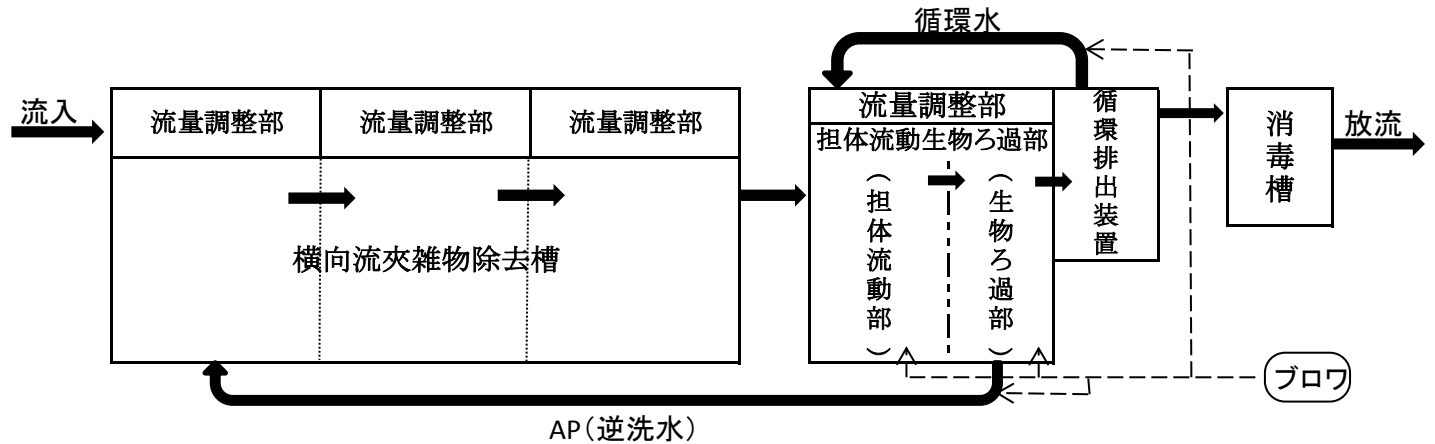 循環水
流入
流量調整部
流量調整部
流量調整部
横向流夾雑物除去槽
流量調整部
担体流動生物ろ過部
（担体流動部）
（生物ろ過部）
循環排出装置
消毒槽
放流
ブロワ
AP（逆洗水）